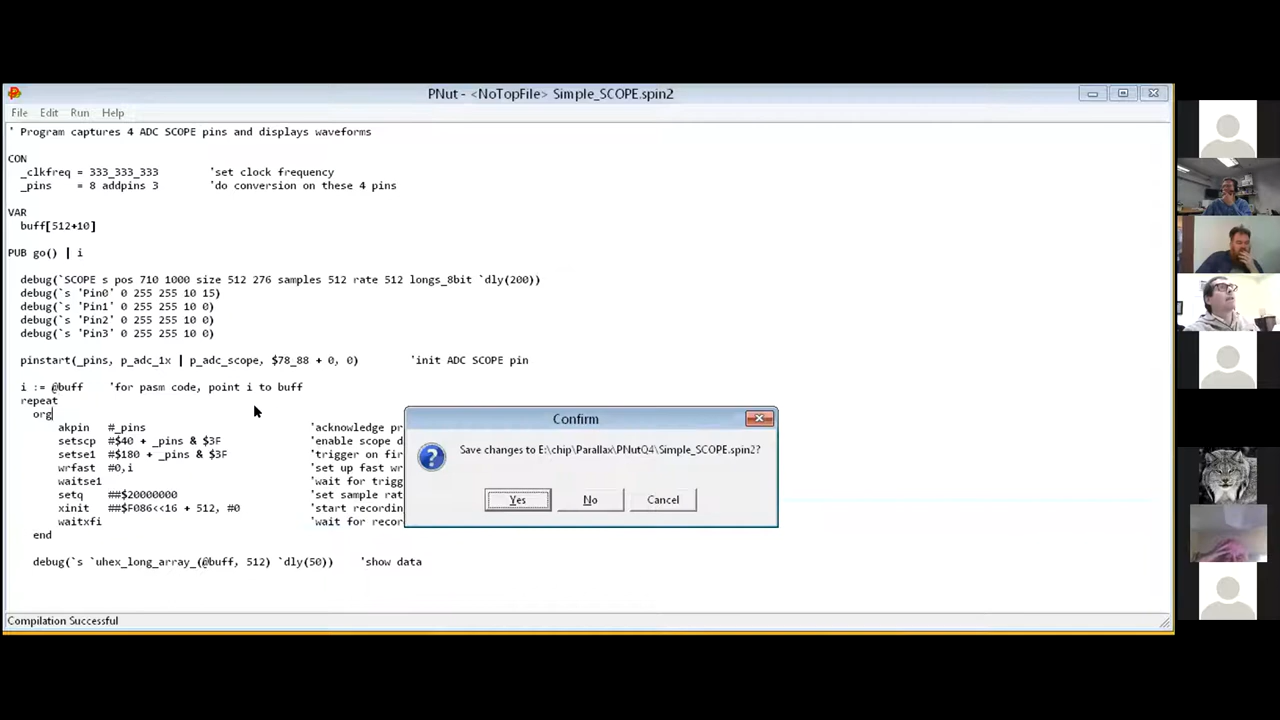 PNut - <NoTopFile> Simple_SCOPE.spin2
File Edit Run Help
' Program captures 4 ADC SCOPE pins and displays waveforms
CON
_clkfreq = 333_333_333 'set clock frequency
_pins = 8 addpins 3 'do conversion on these 4 pins
VAR
buff[512+10]
PUB go() | i
debug(`SCOPE s pos 710 1000 size 512 276 samples 512 rate 512 longs_8bit `dly(200))
debug(`s 'Pin0' 0 255 255 10 15)
debug(`s 'Pin1' 0 255 255 10 0)
debug(`s 'Pin2' 0 255 255 10 0)
debug(`s 'Pin3' 0 255 255 10 0)
pinstart(_pins, p_adc_1x | p_adc_scope, $78_88 + 0, 0) 'init ADC SCOPE pin
i := @buff 'for pasm code, point i to buff
repeat
org
akpin #_pins 'acknowledge pr
setscp #$40 + _pins & $3F 'enable scope d
setse1 #$180 + _pins & $3F 'trigger on fir
wrfast #0,i 'set up fast wr
waitse1 'wait for trig
setq ##$20000000 'set sample rat
xinit ##$F086<<16 + 512, #0 'start recordin
waitxfi 'wait for recor
end
debug(`s `uhex_long_array_(@buff, 512) `dly(50)) 'show data
Confirm
Save changes to E:\chip\Parallax\PNutQ4\Simple_SCOPE.spin2?
Yes No Cancel
Compilation Successful